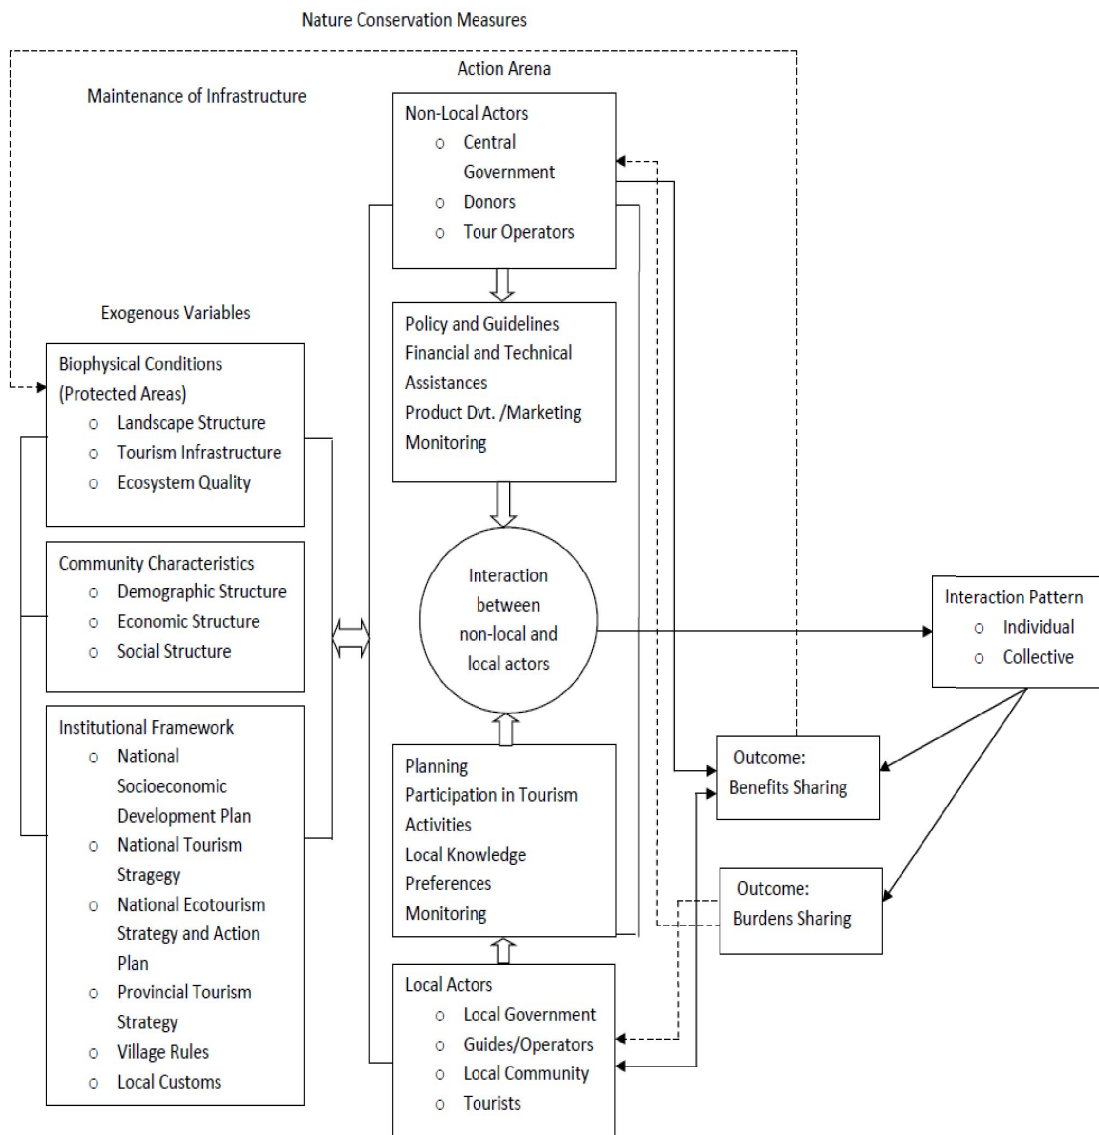 Nature Conservation Measures
Action Arena
Maintenance of Infrastructure
Non-Local Actors
o Central
Government
o Donors
o Tour Operators
Exogenous Variables
Biophysical Conditions
(Protected Areas)
o Landscape Structure
o Tourism Infrastructure
o Ecosystem Quality
Policy and Guidelines
Financial and Technical
Assistances
Product Dvt. /Marketing
Monitoring
Community Characteristics
o Demographic Structure
o Economic Structure
o Social Structure
Interaction
between
non-local and
local actors
Interaction Pattern
o Individual
o Collective
Institutional Framework
o National
Socioeconomic
Development Plan
o National Tourism
Stragegy
o National Ecotourism
Strategy and Action
Plan
o Provincial Tourism
Strategy
o Village Rules
o Local Customs
Planning
Participation in Tourism
Activities
Local Knowledge
Preferences
Monitoring
Outcome:
Benefits Sharing
Outcome:
Burdens Sharing
Local Actors
o Local Government
o Guides/Operators
o Local Community
o Tourists